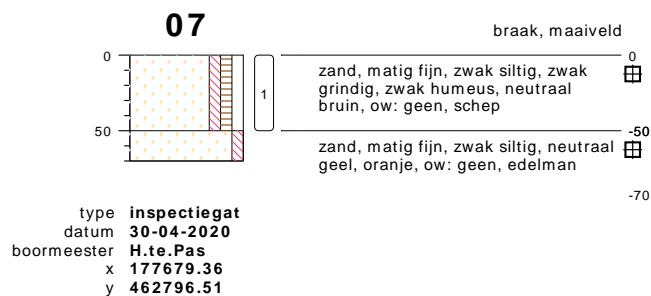 07
braak, maaiveld
0
0
1
zand, matig fijn, zwak siltig, zwak
grindig, zwak humeus, neutraal
bruin, ow: geen, schep
50
-50
zand, matig fijn, zwak siltig, neutraal
geel, oranje, ow: geen, edelman
-70
type inspectiegat
datum 30-04-2020
boormeester H.te.Pas
x 177679.36
y 462796.51